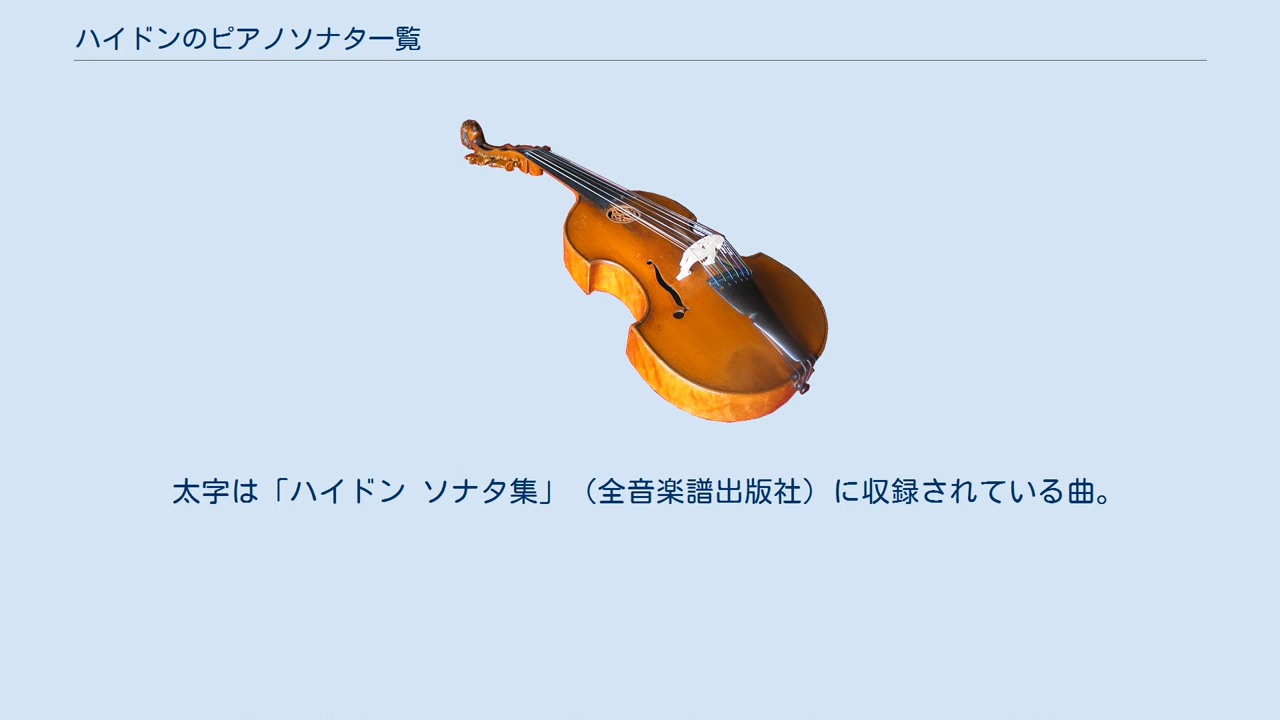 ハイドンのピアノソナタ一覧
太字は「ハイドン ソナタ集」（全音楽譜出版社）に収録されている曲。